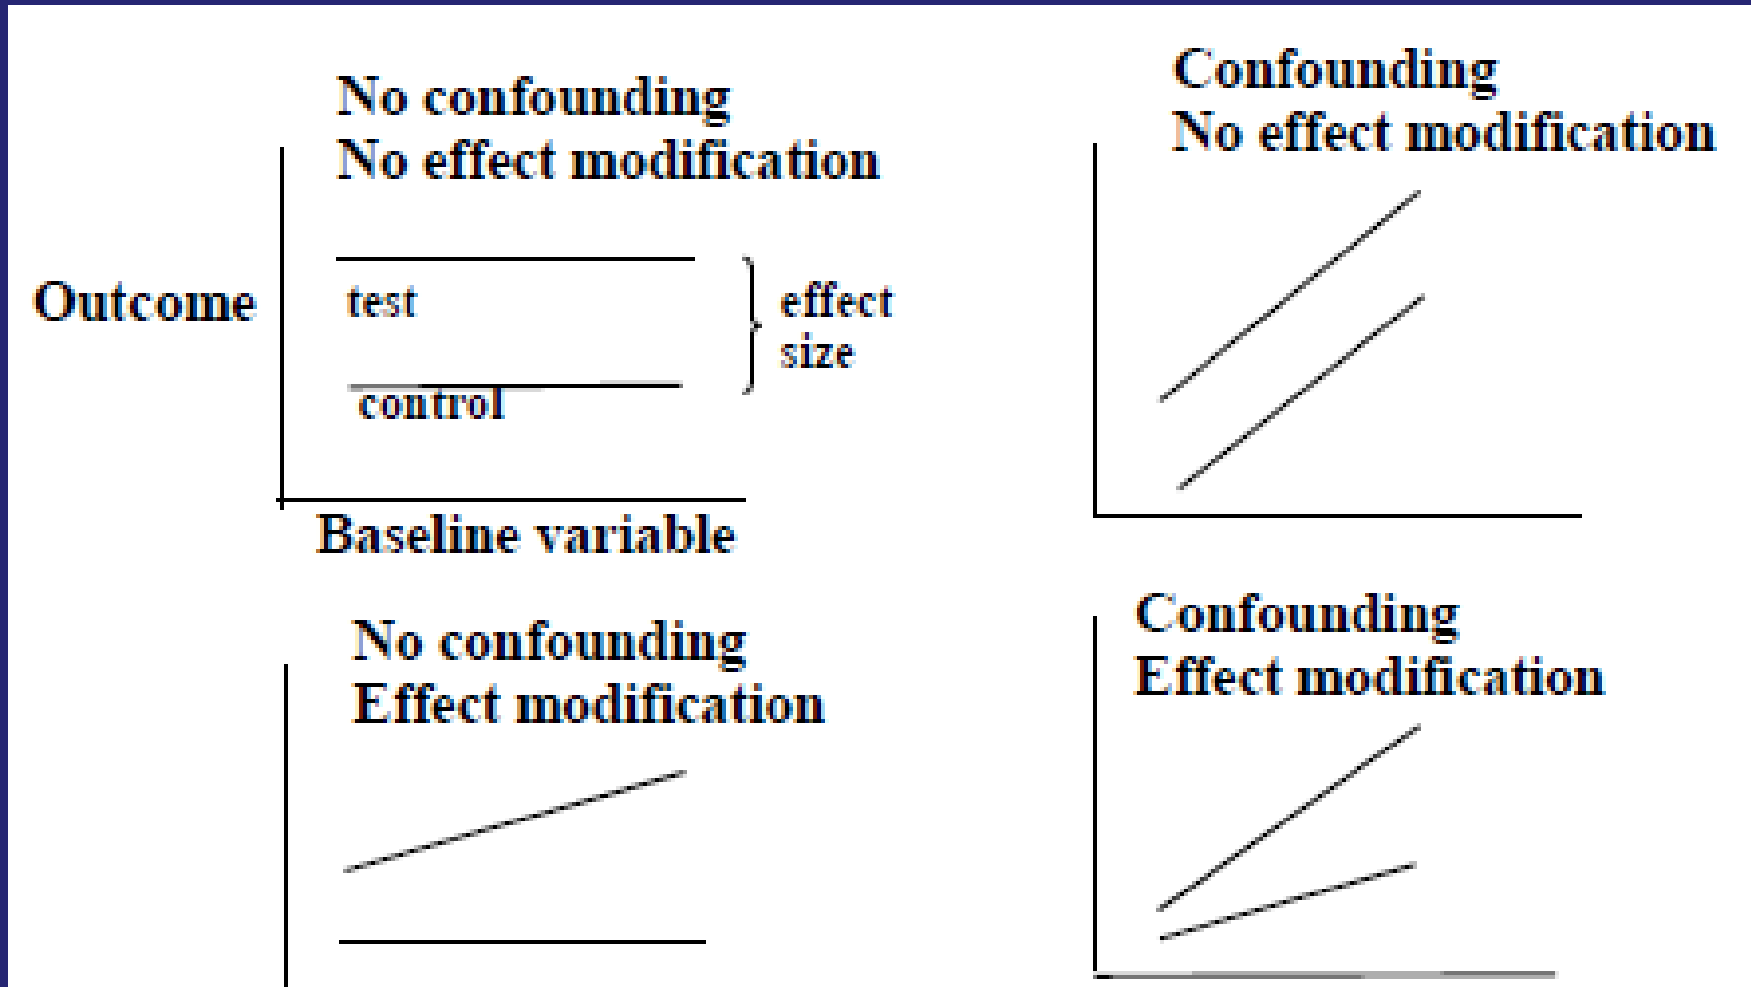 No confounding
No effect modification
Outcome
test
control
effect
size
Baseline variable
Confounding
No effect modification
No confounding
Effect modification
Confounding
Effect modification